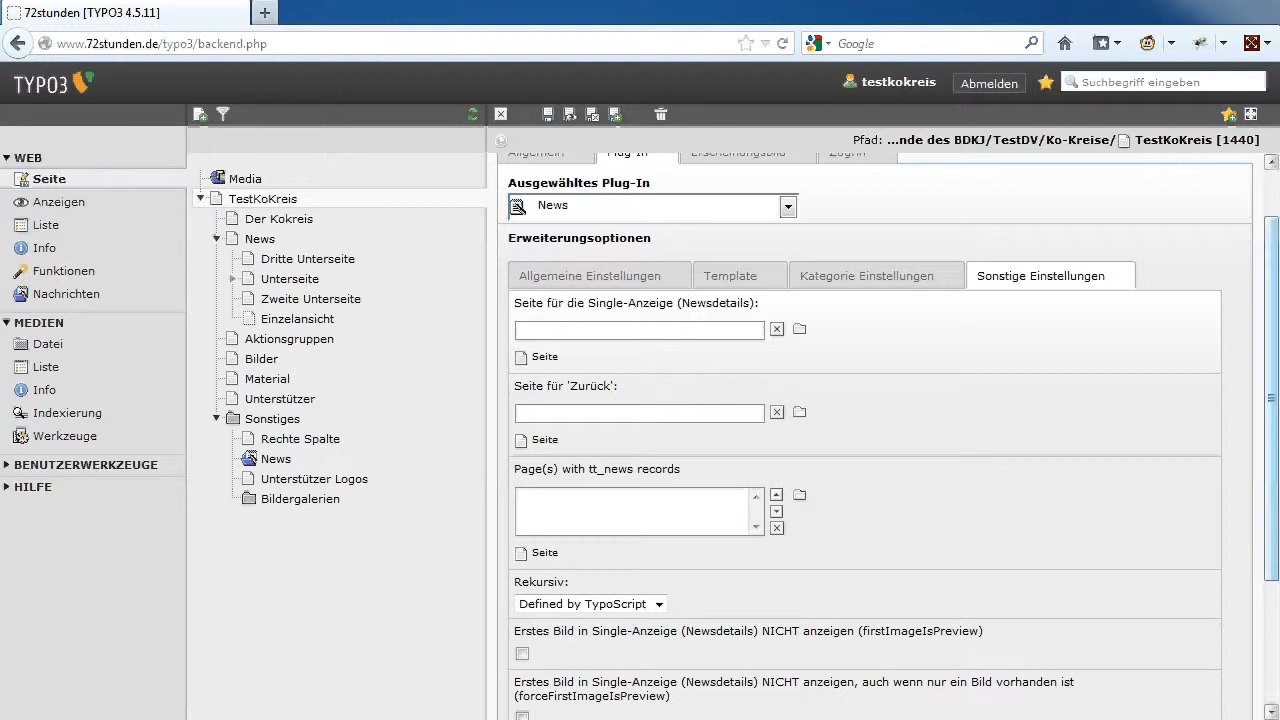 72stunden [TYPO3 4.5.11]
www.72stunden.de/typo3/backend.php
Google
TYPO3
testkokreis
Abmelden
Suchbegriff eingeben
Pfad: ...nde des BDKJ/TestDV/Ko-Kreise/ TestKoKreis [1440]
WEB
Seite
Anzeigen
Liste
Info
Funktionen
Nachrichten
MEDIEN
Datei
Liste
Info
Indexierung
Werkzeuge
BENUTZERWERKZEUGE
HILFE
Media
TestKoKreis
Der Kokreis
News
Dritte Unterseite
Unterseite
Zweite Unterseite
Einzelansicht
Aktionsgruppen
Bilder
Material
Unterstützer
Sonstiges
Rechte Spalte
News
Unterstützer Logos
Bildergalerien
Allgemein Plug-In Erscheinungsbild Zugriff
Ausgewähltes Plug-In
News
Erweiterungsoptionen
Allgemeine Einstellungen Template Kategorie Einstellungen Sonstige Einstellungen
Seite für die Single-Anzeige (Newsdetails):
Seite
Seite für 'Zurück':
Seite
Page(s) with tt_news records
Seite
Rekursiv:
Defined by TypoScript
Erstes Bild in Single-Anzeige (Newsdetails) NICHT anzeigen (firstImageIsPreview)
Erstes Bild in Single-Anzeige (Newsdetails) NICHT anzeigen, auch wenn nur ein Bild vorhanden ist
(forceFirstImageIsPreview)